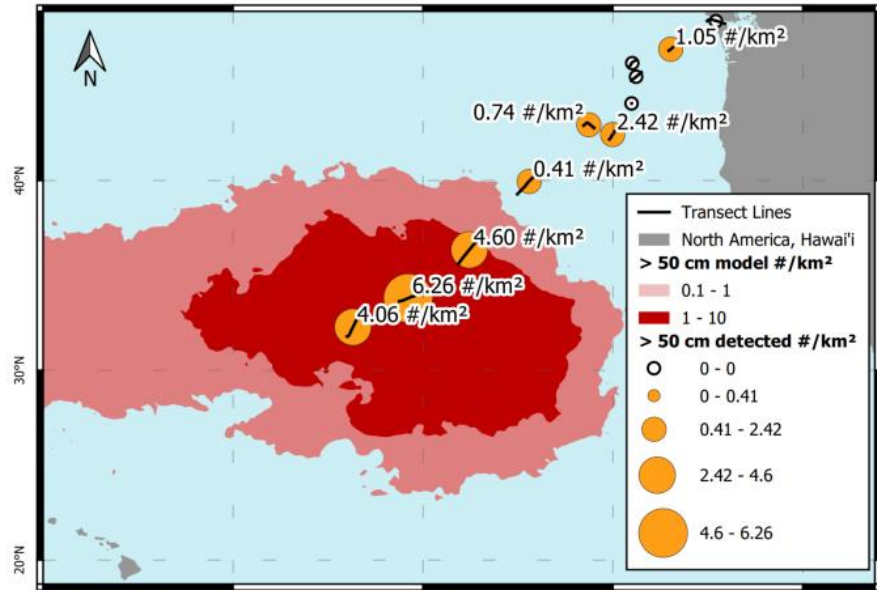 N
1.05 #/km²
0.74 #/km²
2.42 #/km²
0.41 #/km²
4.60 #/km²
6.26 #/km²
4.06 #/km²
40°N
30°N
20°N
Transect Lines
North America, Hawai'i
> 50 cm model #/km²
0.1 - 1
1 - 10
> 50 cm detected #/km²
0 - 0
0 - 0.41
0.41 - 2.42
2.42 - 4.6
4.6 - 6.26